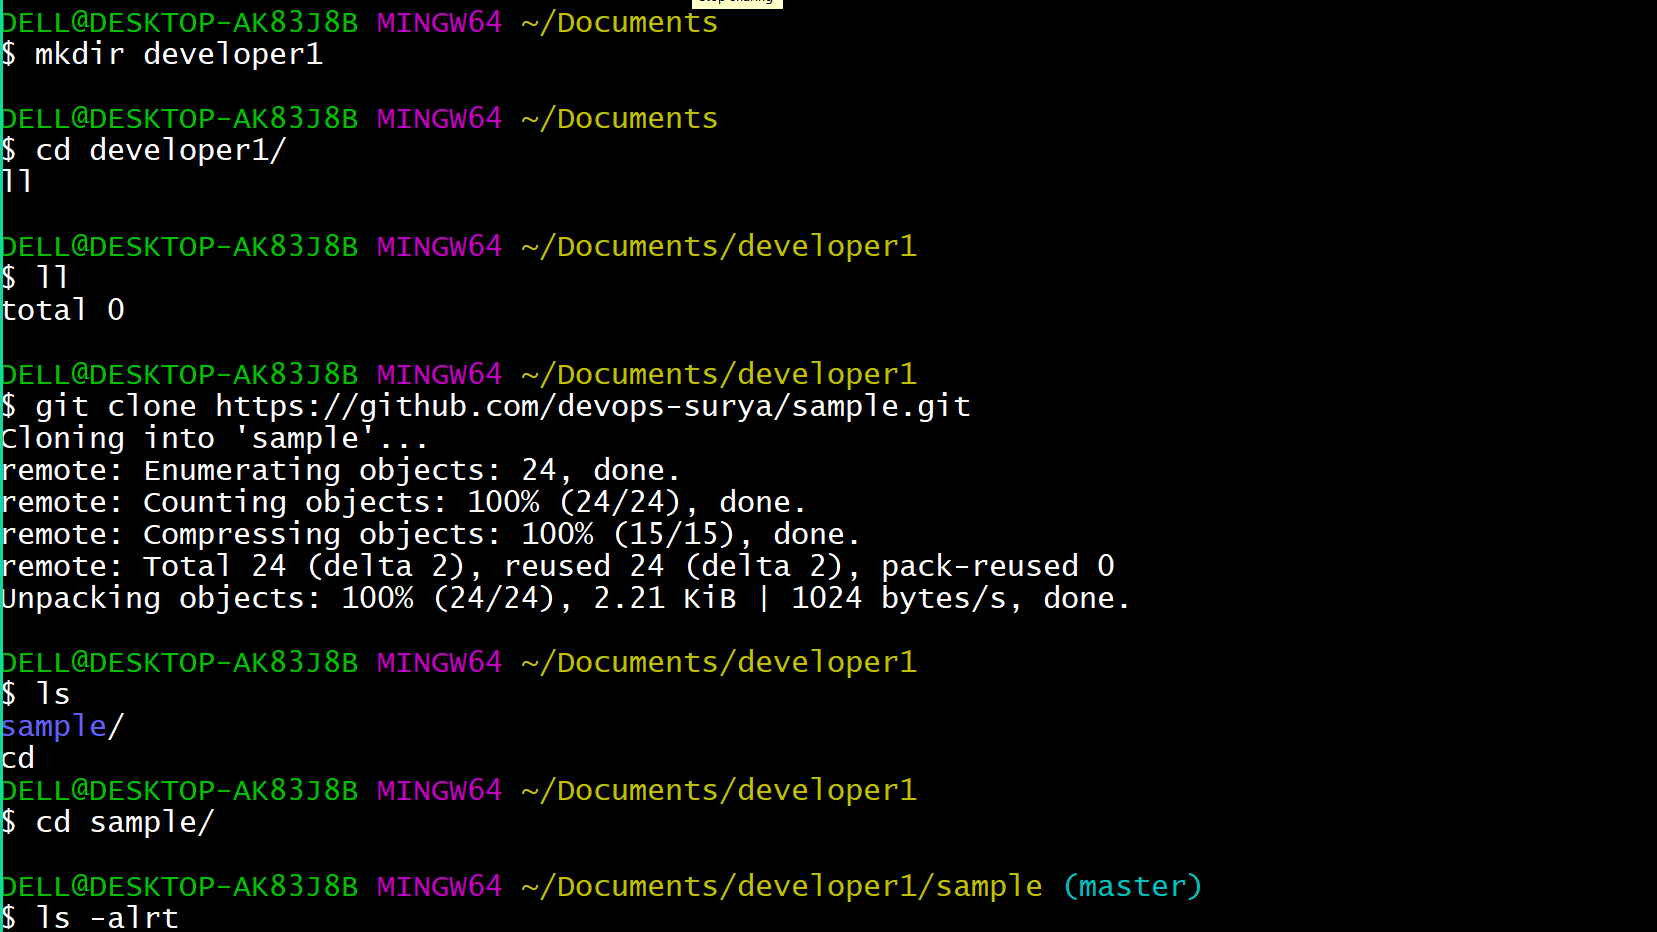 Stop sharing
DELL@DESKTOP-AK83J8B MINGW64 ~/Documents
$ mkdir developer1
DELL@DESKTOP-AK83J8B MINGW64 ~/Documents
$ cd developer1/
ll
DELL@DESKTOP-AK83J8B MINGW64 ~/Documents/developer1
$ ll
total 0
DELL@DESKTOP-AK83J8B MINGW64 ~/Documents/developer1
$ git clone https://github.com/devops-surya/sample.git
Cloning into 'sample'...
remote: Enumerating objects: 24, done.
remote: Counting objects: 100% (24/24), done.
remote: Compressing objects: 100% (15/15), done.
remote: Total 24 (delta 2), reused 24 (delta 2), pack-reused 0
Unpacking objects: 100% (24/24), 2.21 KiB | 1024 bytes/s, done.
DELL@DESKTOP-AK83J8B MINGW64 ~/Documents/developer1
$ ls
sample/
cd
DELL@DESKTOP-AK83J8B MINGW64 ~/Documents/developer1
$ cd sample/
DELL@DESKTOP-AK83J8B MINGW64 ~/Documents/developer1/sample (master)
$ ls -alrt